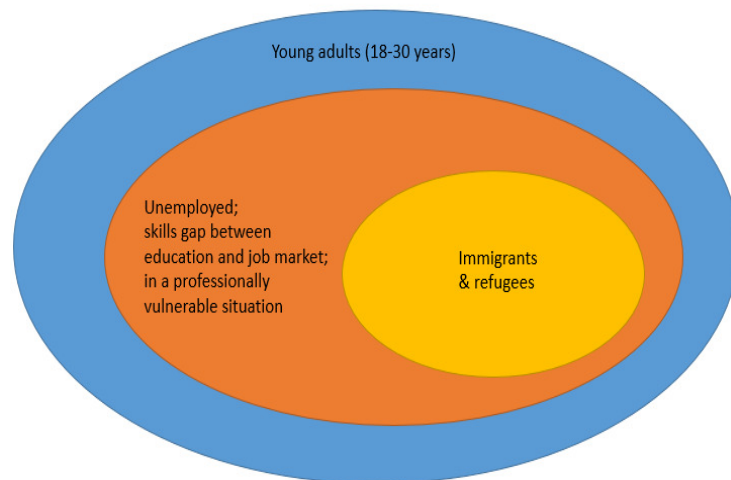 Young adults (18-30 years)
Unemployed;
skills gap between
education and job market;
in a professionally
vulnerable situation
Immigrants
& refugees